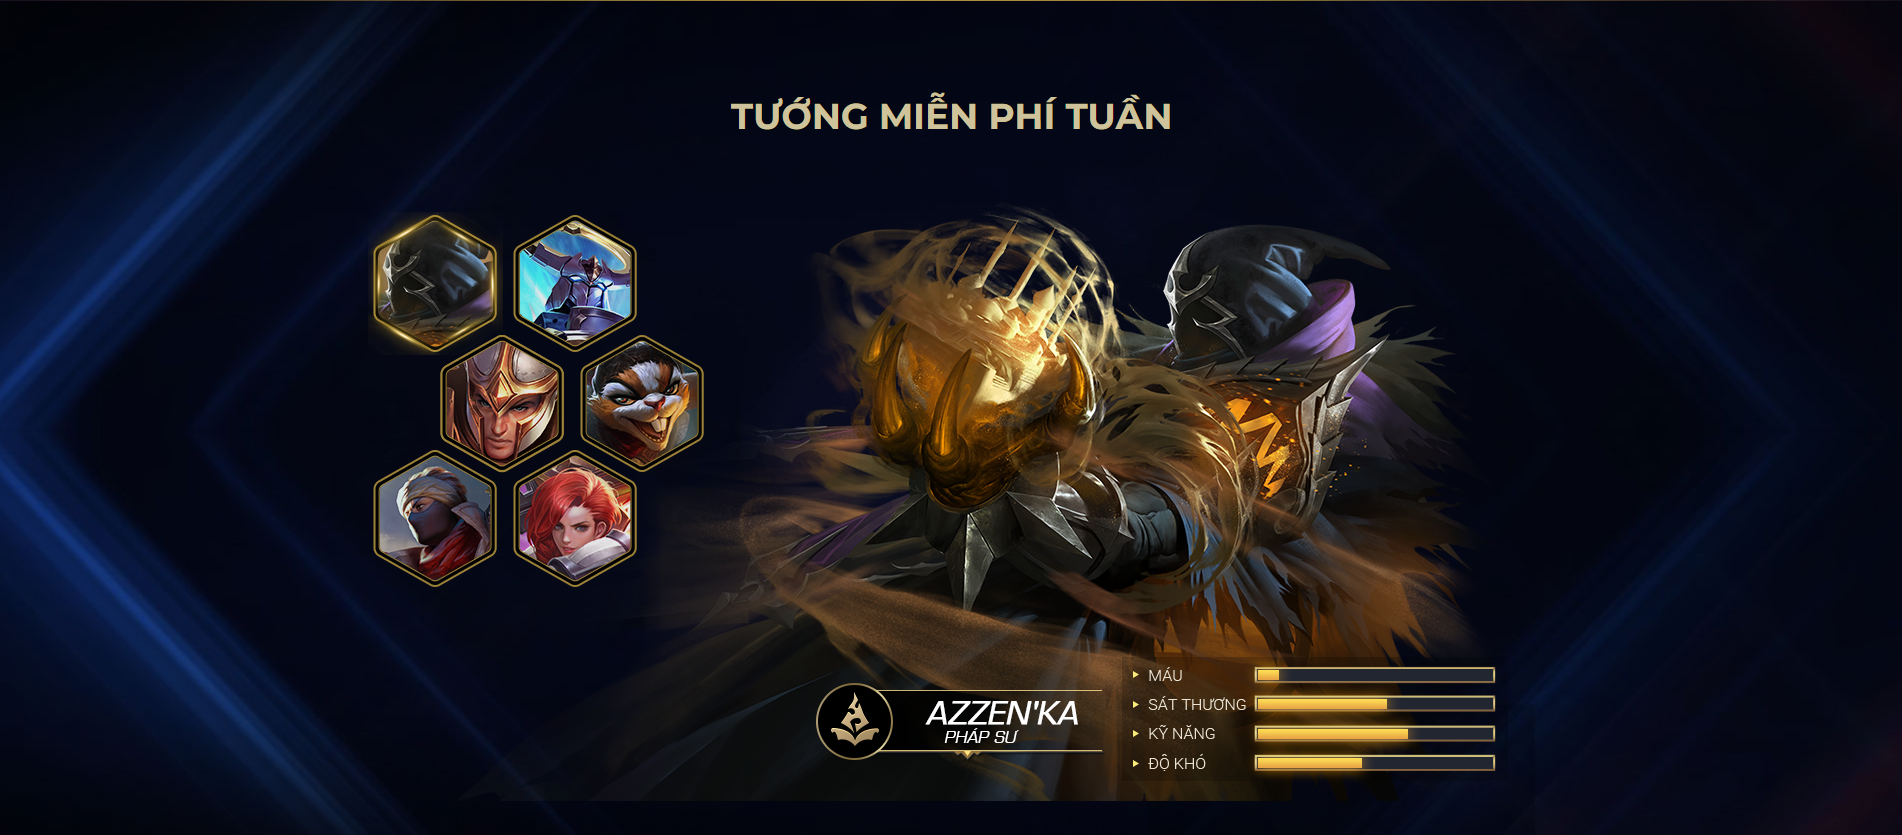 TƯỚNG MIỄN PHÍ TUẦN
AZZEN'KA
PHÁP SƯ
MÁU
SÁT THƯƠNG
KỸ NĂNG
ĐỘ KHÓ